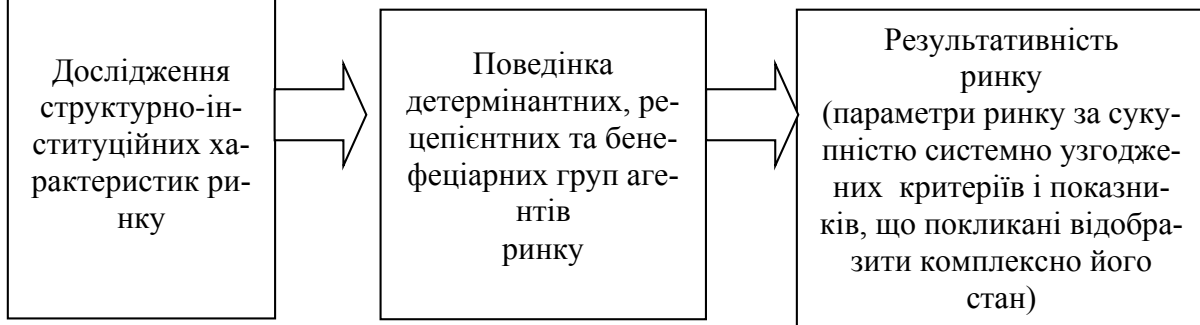 Дослідження
структурно-ін-
ституційних ха-
рактеристик ри-
нку
Поведінка
детермінантних, ре-
цепієнтних та бене-
феціарних груп аге-
нтів
ринку
Результативність
ринку
(параметри ринку за суку-
пністю системно узгодже-
них критеріїв і показни-
ків, що покликані відобра-
зити комплексно його
стан)